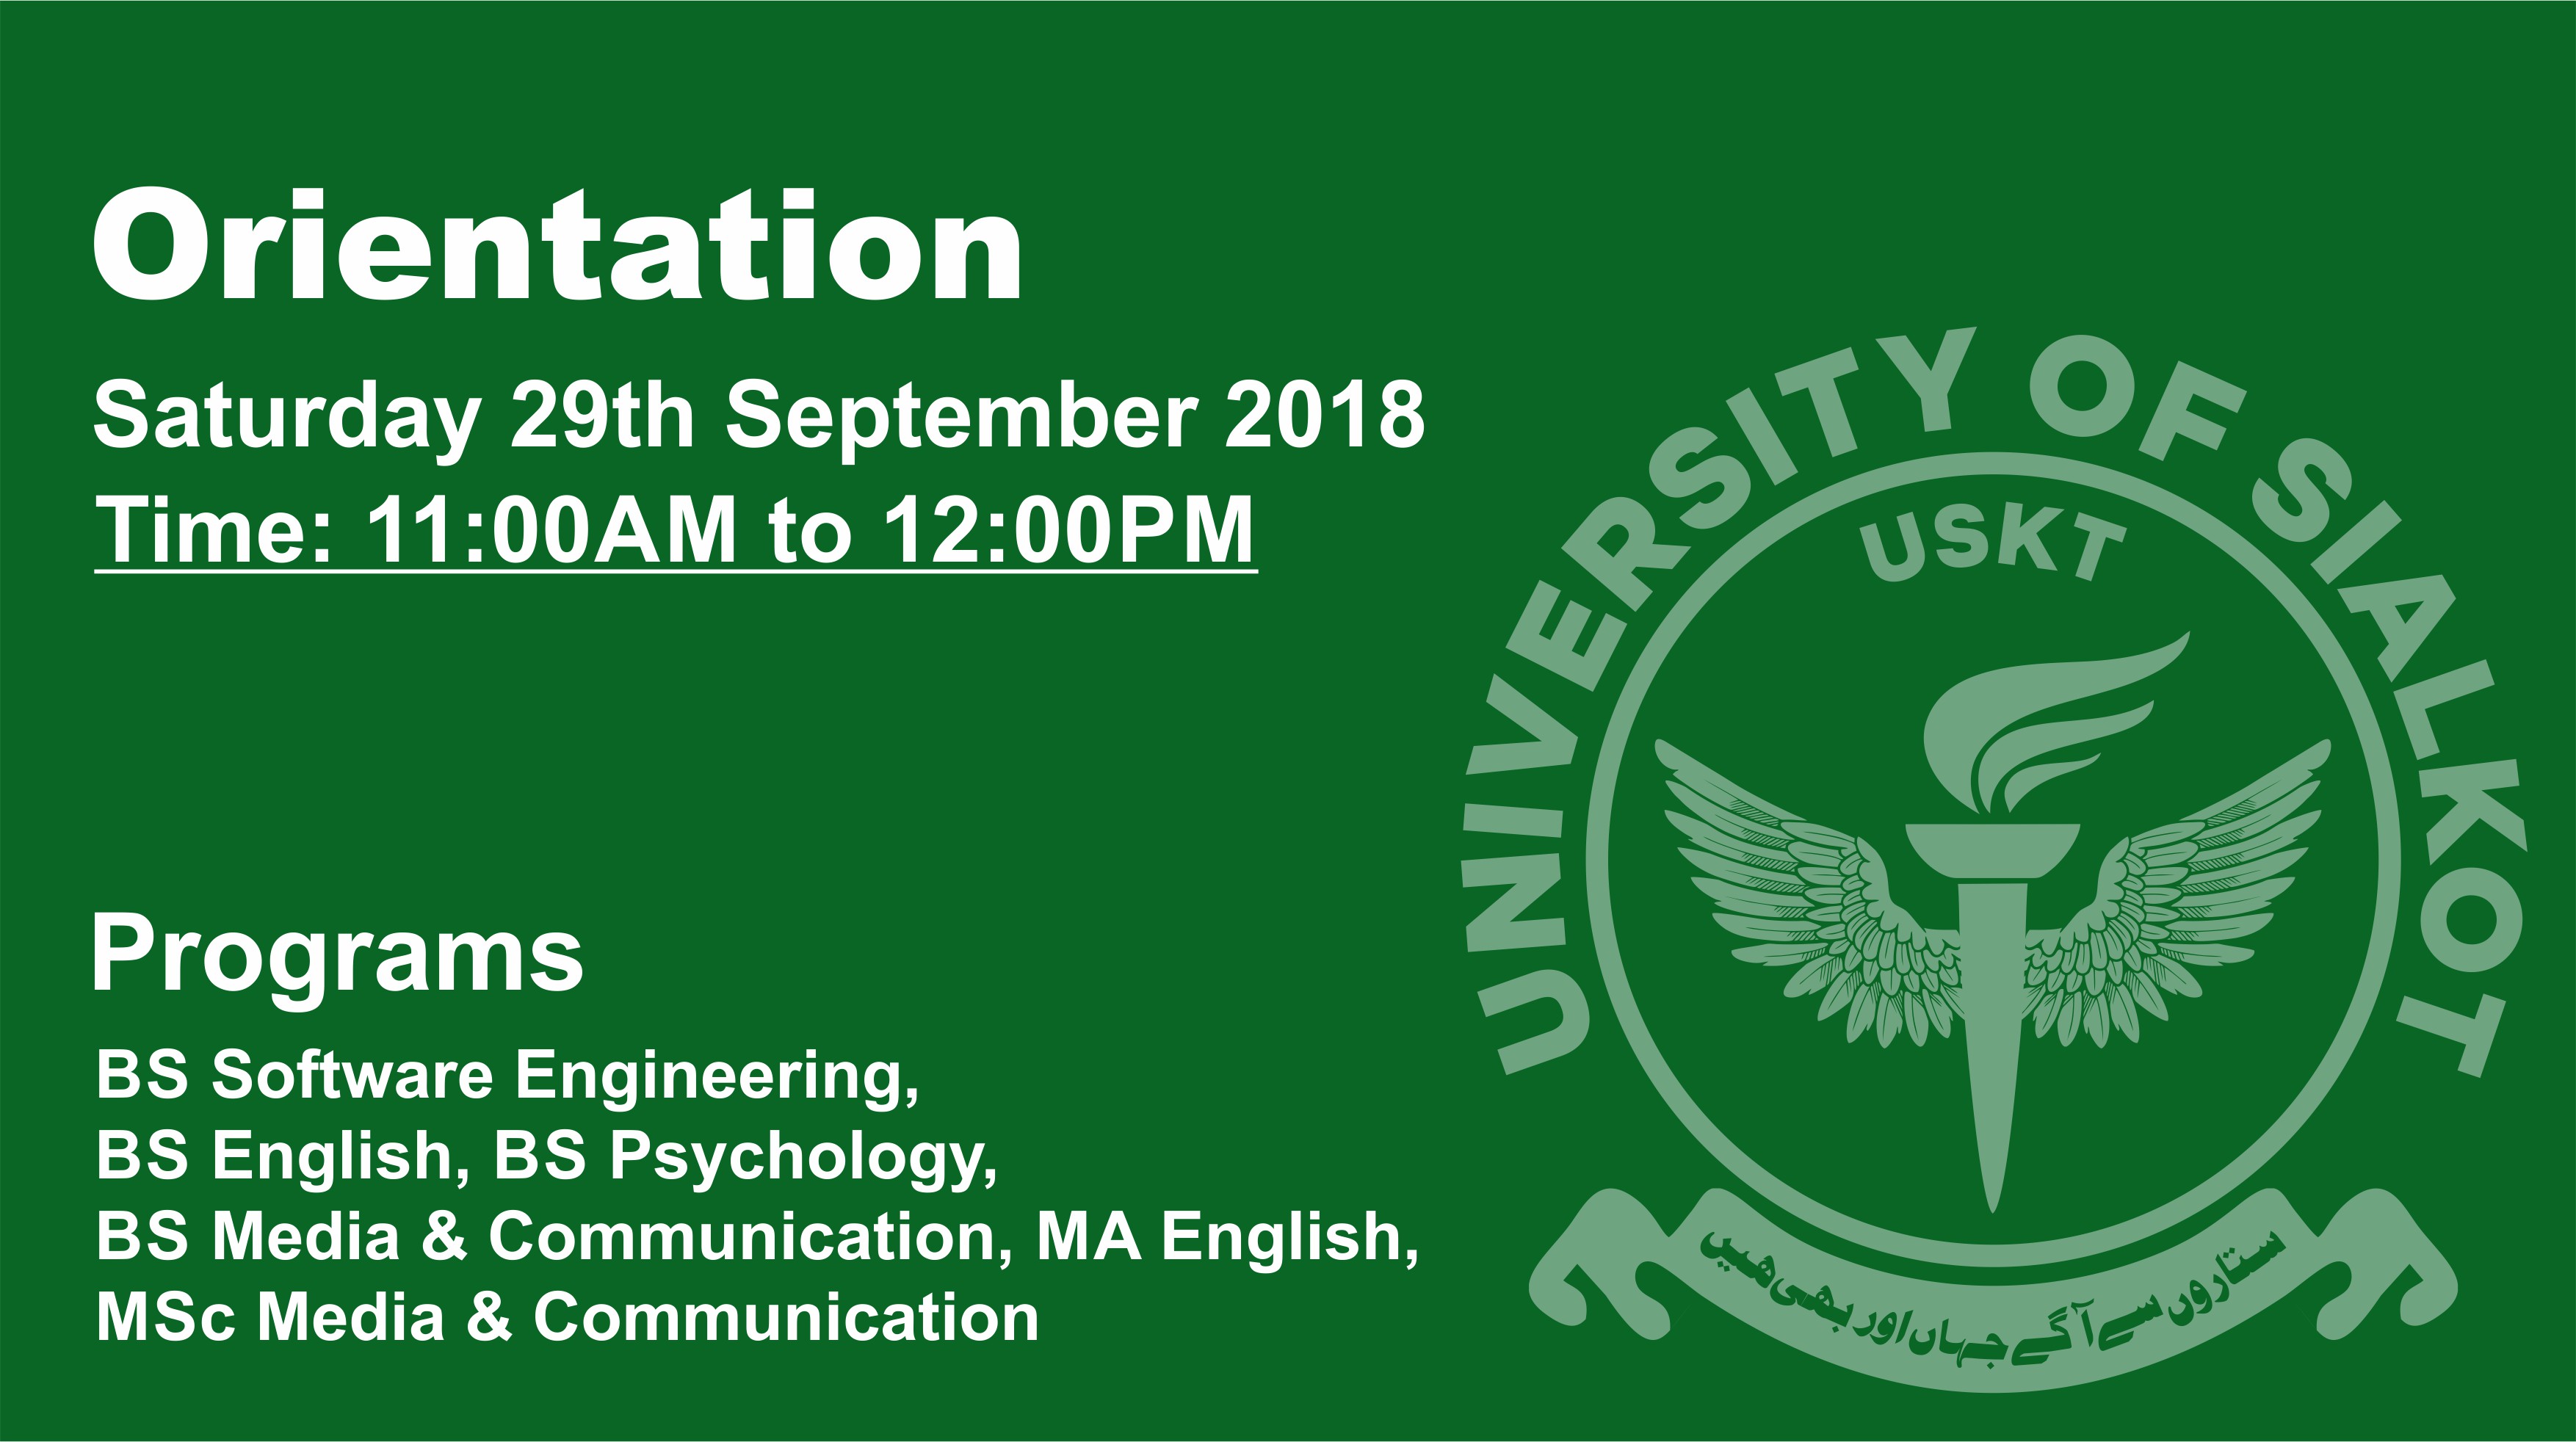 Orientation
Saturday 29th September 2018
Time: 11:00AM to 12:00PM
Programs
BS Software Engineering,
BS English, BS Psychology,
BS Media & Communication, MA English,
MSc Media & Communication
UNIVERSITY OF SIALKOT
USKT
ستاروں سے آگے جہاں اور بھی ہیں